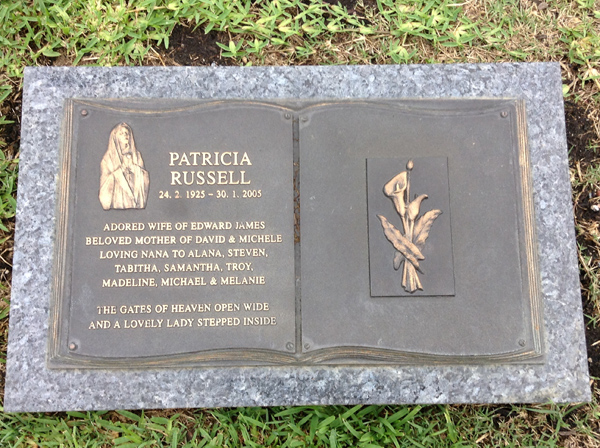 PATRICIA
RUSSELL
24. 2. 1925 - 30. 1. 2005
ADORED WIFE OF EDWARD JAMES
BELOVED MOTHER OF DAVID & MICHELE
LOVING NANA TO ALANA, STEVEN,
TABITHA, SAMANTHA, TROY,
MADELINE, MICHAEL & MELANIE
THE GATES OF HEAVEN OPEN WIDE
AND A LOVELY LADY STEPPED INSIDE